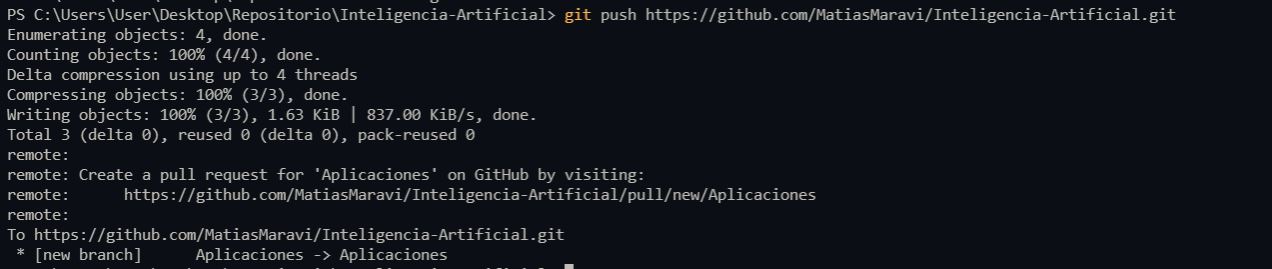 PS C:\Users\User\Desktop\Repositorio\Inteligencia-Artificial> git push https://github.com/MatiasMaravi/Inteligencia-Artificial.git
Enumerating objects: 4, done.
Counting objects: 100% (4/4), done.
Delta compression using up to 4 threads
Compressing objects: 100% (3/3), done.
Writing objects: 100% (3/3), 1.63 KiB | 837.00 KiB/s, done.
Total 3 (delta 0), reused 0 (delta 0), pack-reused 0
remote:
remote: Create a pull request for 'Aplicaciones' on GitHub by visiting:
remote:      https://github.com/MatiasMaravi/Inteligencia-Artificial/pull/new/Aplicaciones
remote:
To https://github.com/MatiasMaravi/Inteligencia-Artificial.git
 * [new branch]      Aplicaciones -> Aplicaciones